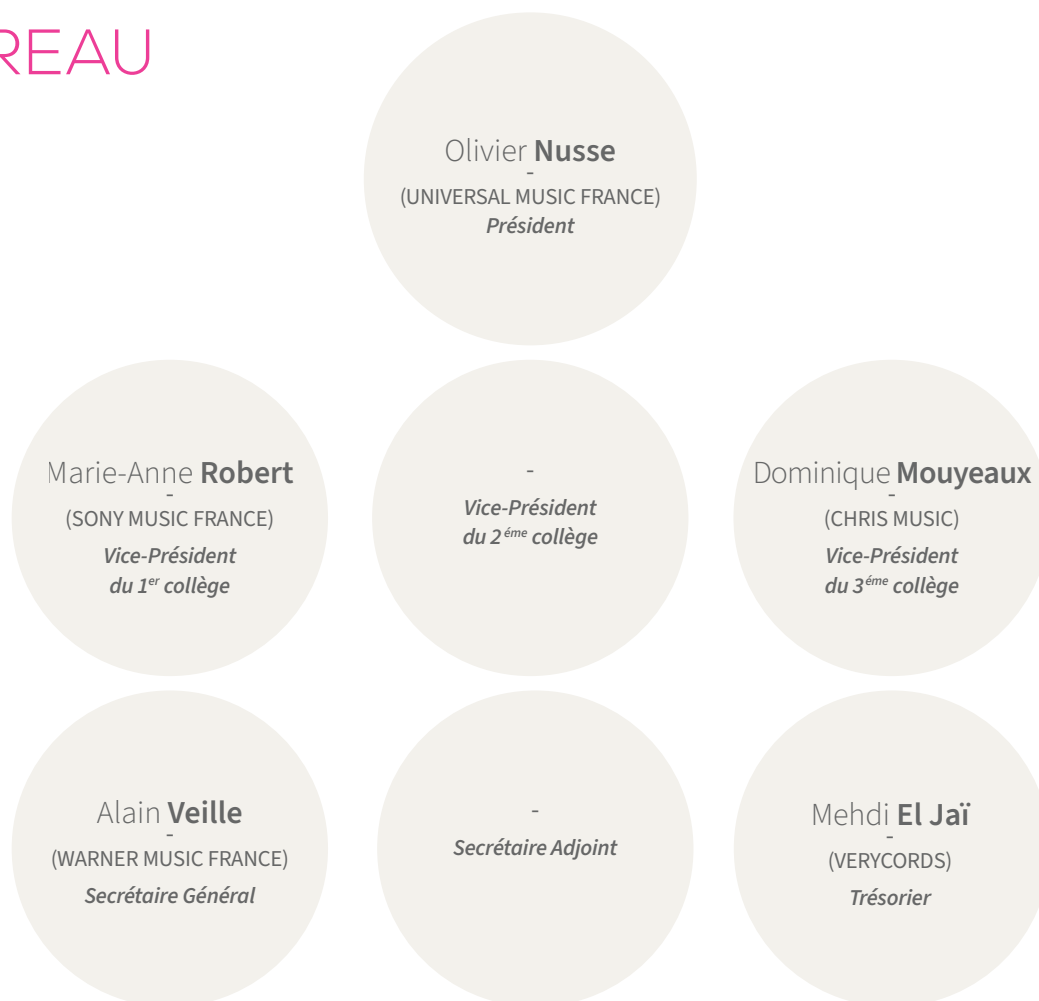 REAU
Olivier Nusse
-
(UNIVERSAL MUSIC FRANCE)
Président
Marie-Anne Robert
-
(SONY MUSIC FRANCE)
Vice-Président
du 1er collège
-
Vice-Président
du 2éme collège
Dominique Mouyeaux
-
(CHRIS MUSIC)
Vice-Président
du 3éme collège
Alain Veille
-
(WARNER MUSIC FRANCE)
Secrétaire Général
-
Secrétaire Adjoint
Mehdi El Jaï
-
(VERYCORDS)
Trésorier